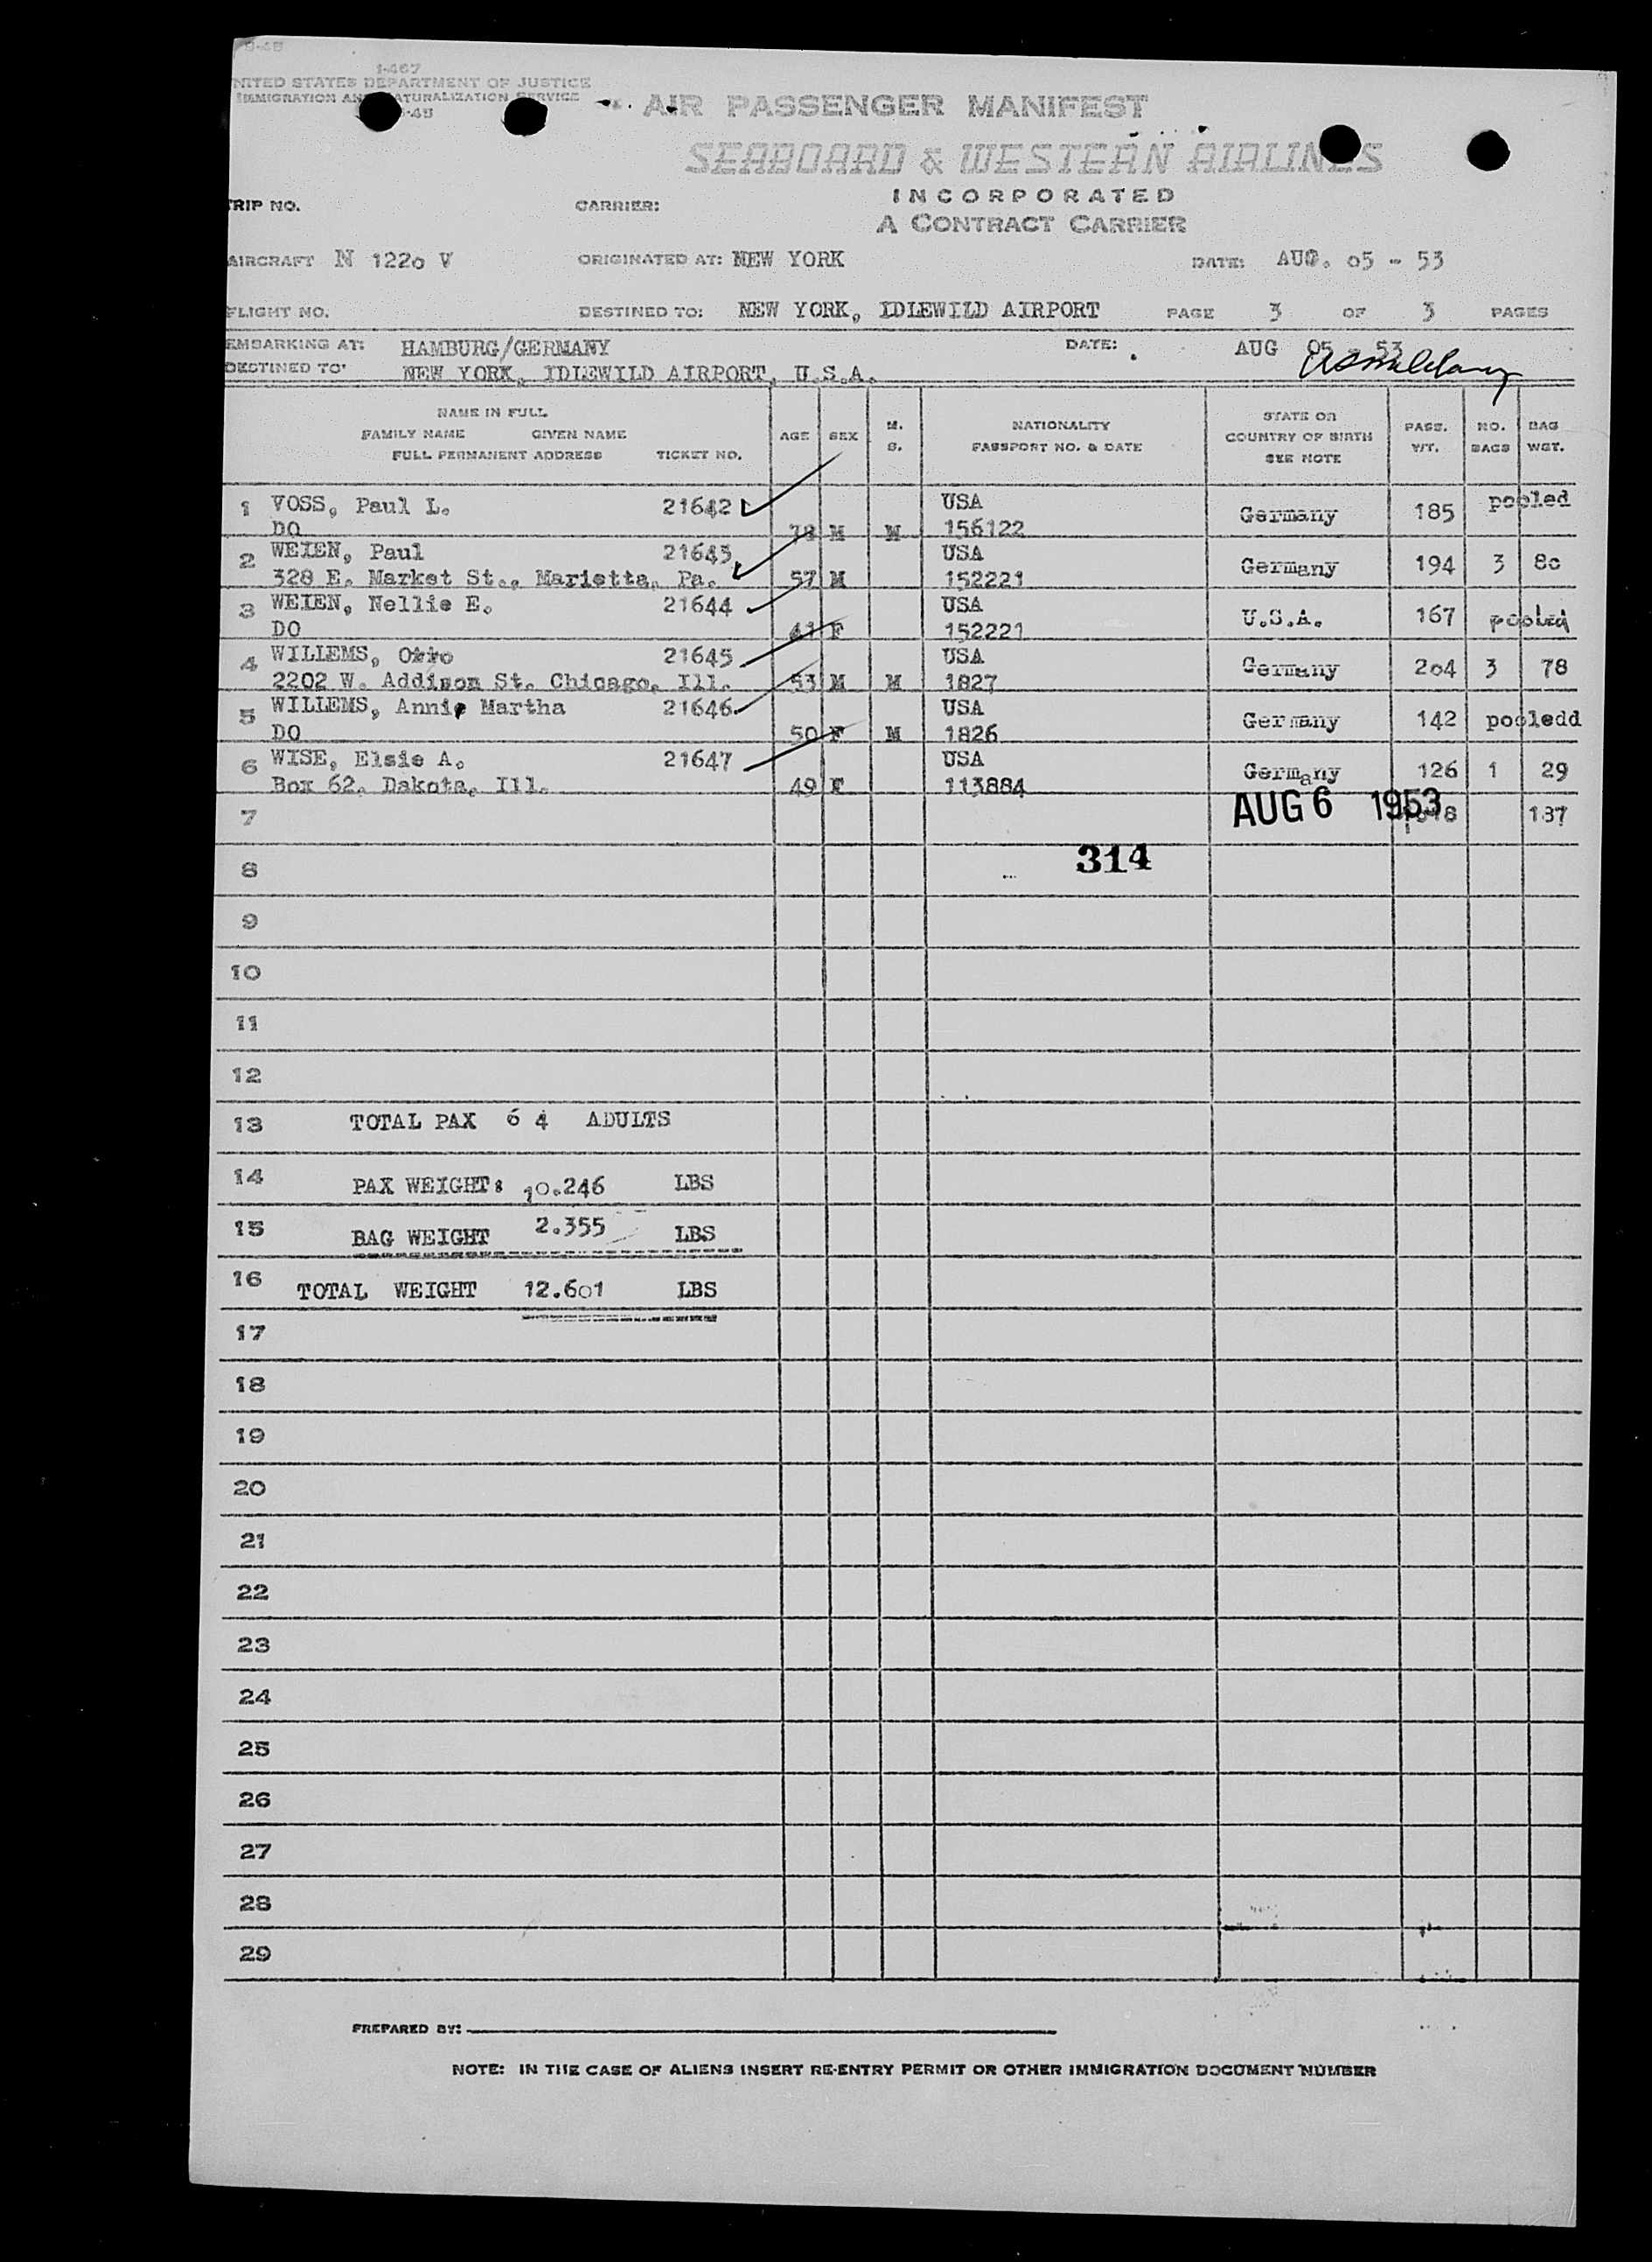 9-48
1-467
NITED STATES DEPARTMENT OF JUSTICE
IMMIGRATION AN ATURALIZATION SERVICE
-48
AIR PASSENGER MANIFEST
SEABOARD & WESTERN AIRLINES
INCORPORATED
A CONTRACT CARRIER
TRIP NO. CARRIER:
AIRCRAFT N 1220 V ORIGINATED AT: NEW YORK DATE: AUG. 05 - 53
FLIGHT NO. DESTINED TO: NEW YORK, IDLEWILD AIRPORT PAGE 3 OF 3 PAGES
EMBARKING AT: HAMBURG/GERMANY DATE: AUG 05 - 53
DESTINED TO' NEW YORK, IDLEWILD AIRPORT, U.S.A.
NAME IN FULL
FAMILY NAME GIVEN NAME
FULL PERMANENT ADDRESS TICKET NO.
AGE SEX M. S.
NATIONALITY
PASSPORT NO. & DATE
STATE OR
COUNTRY OF BIRTH
SEE NOTE
PASS. WT.
NO. BAGS
BAG WGT.
1 VOSS, Paul L. 21642 USA Germany 185 pooled
DO 78 M M 156122
2 WEIEN, Paul 21643 USA Germany 194 3 80
328 E. Market St., Marietta, Pa. 57 M 152221
3 WEIEN, Nellie E. 21644 USA U.S.A. 167 pooled
DO 41 F 152221
4 WILLEMS, Otto 21645 USA Germany 204 3 78
2202 W. Addison St. Chicago, Ill. 53 M M 1827
5 WILLEMS, Annie Martha 21646 USA Germany 142 pooledd
DO 50 F M 1826
6 WISE, Elsie A. 21647 USA Germany 126 1 29
Box 62, Dakota, Ill. 49 F 113884
7 AUG 6 1953 187
8 314
9
10
11
12
13 TOTAL PAX 6 4 ADULTS
14 PAX WEIGHT: 10.246 LBS
15 BAG WEIGHT 2.355 LBS
16 TOTAL WEIGHT 12.601 LBS
17
18
19
20
21
22
23
24
25
26
27
28
29
PREPARED BY:
NOTE: IN THE CASE OF ALIENS INSERT RE-ENTRY PERMIT OR OTHER IMMIGRATION DOCUMENT NUMBER